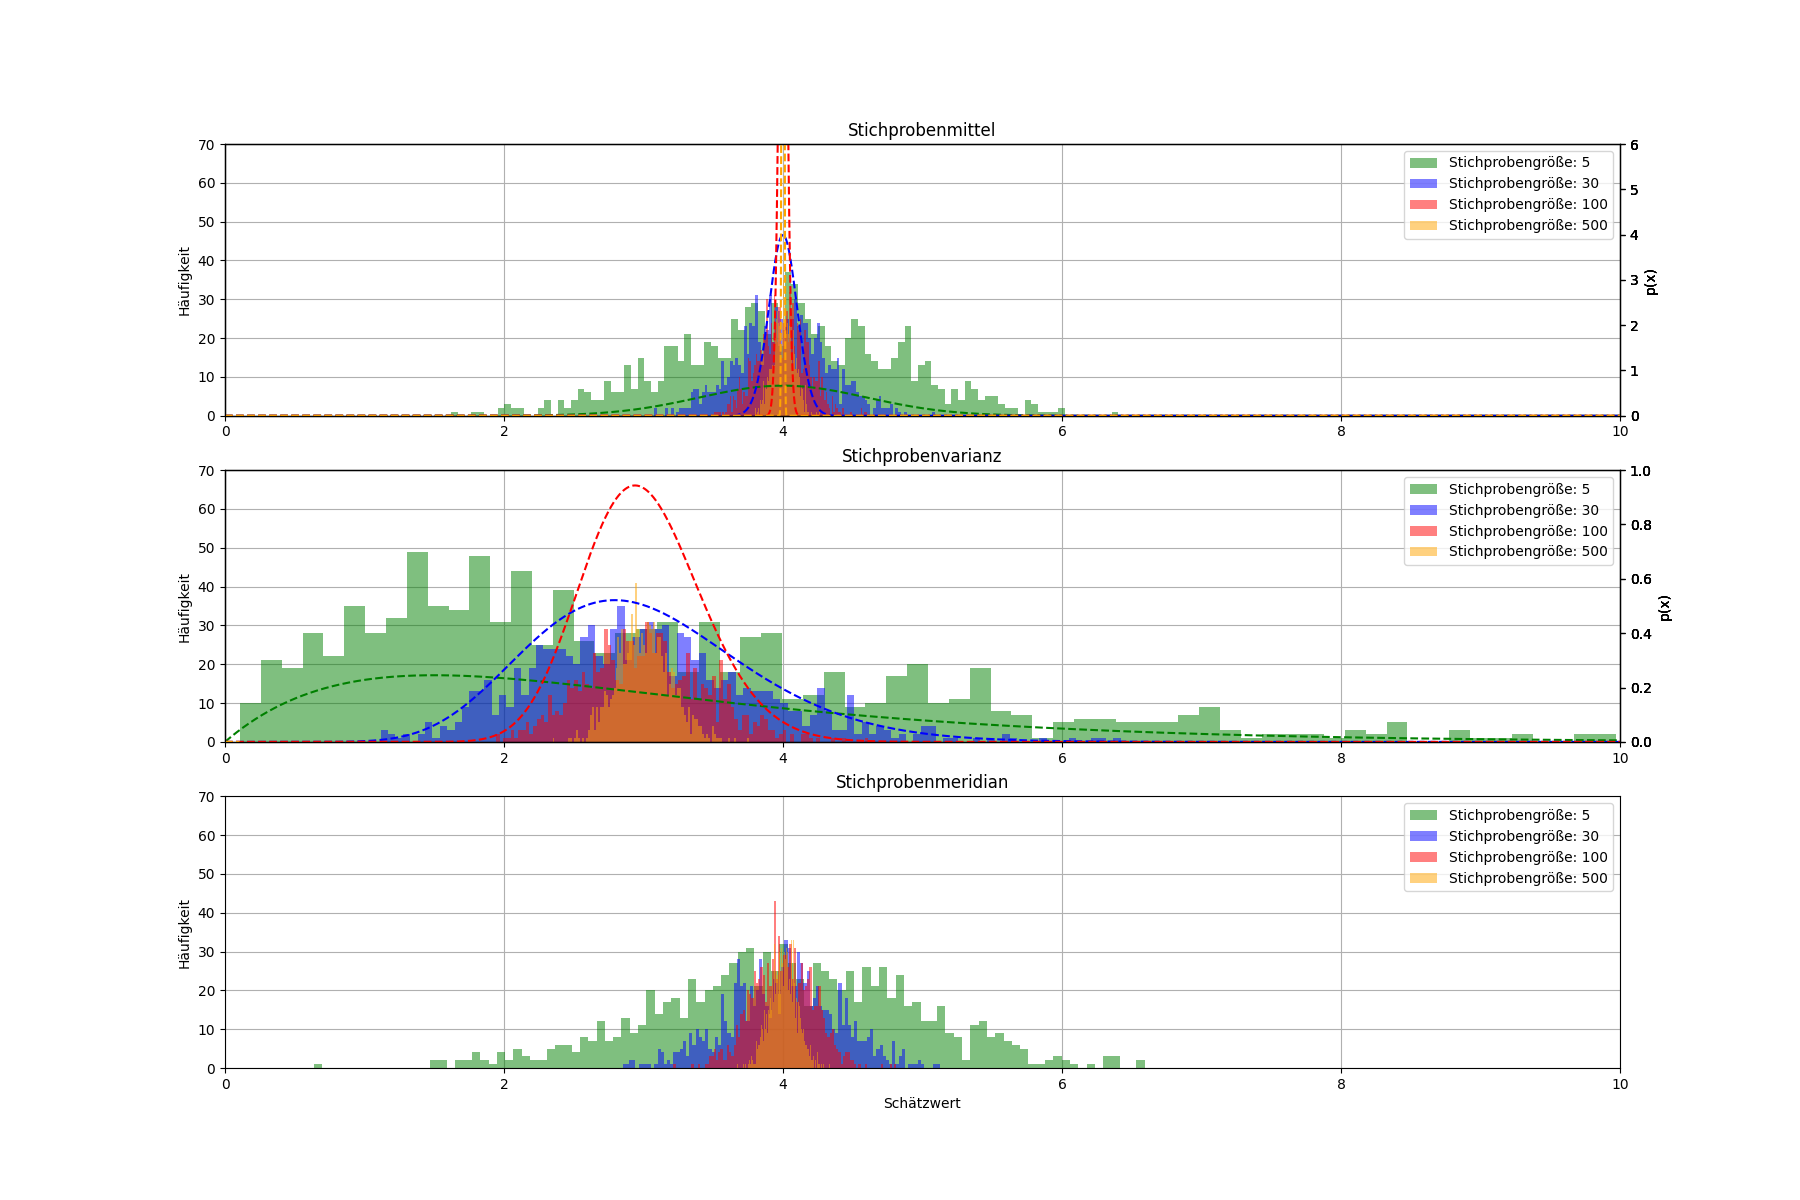 Stichprobenmittel
70
60
50
40
30
20
10
0
Häufigkeit
6
5
4
3
2
1
0
p(x)
Stichprobengröße: 5
Stichprobengröße: 30
Stichprobengröße: 100
Stichprobengröße: 500
0 2 4 6 8 10
Stichprobenvarianz
70
60
50
40
30
20
10
0
Häufigkeit
1.0
0.8
0.6
0.4
0.2
0.0
p(x)
Stichprobengröße: 5
Stichprobengröße: 30
Stichprobengröße: 100
Stichprobengröße: 500
0 2 4 6 8 10
Stichprobenmeridian
70
60
50
40
30
20
10
0
Häufigkeit
Stichprobengröße: 5
Stichprobengröße: 30
Stichprobengröße: 100
Stichprobengröße: 500
0 2 4 6 8 10
Schätzwert